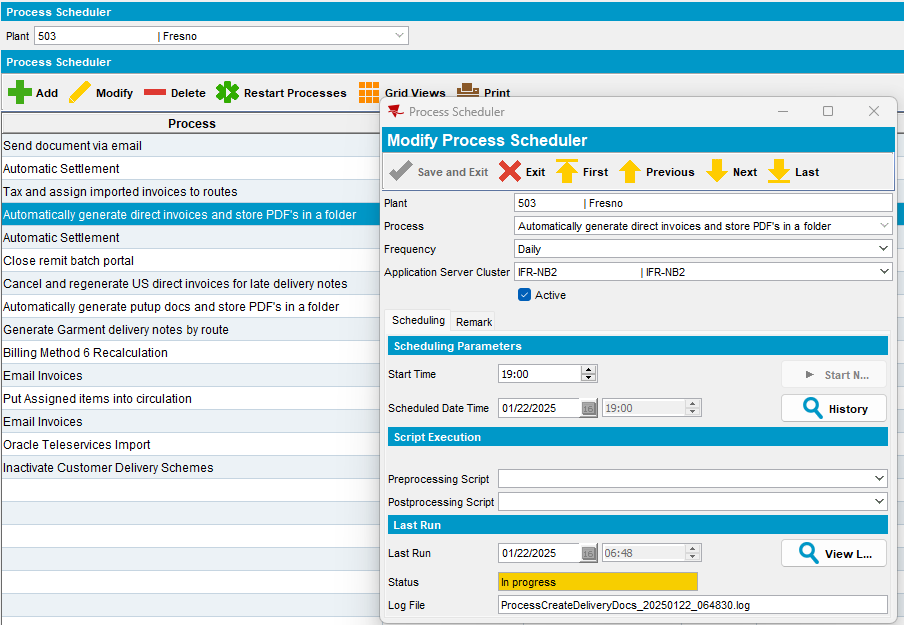 Process Scheduler
Plant 503 | Fresno
Process Scheduler
Add Modify Delete Restart Processes Grid Views Print
Process
Send document via email
Automatic Settlement
Tax and assign imported invoices to routes
Automatically generate direct invoices and store PDF's in a folder
Automatic Settlement
Close remit batch portal
Cancel and regenerate US direct invoices for late delivery notes
Automatically generate putup docs and store PDF's in a folder
Generate Garment delivery notes by route
Billing Method 6 Recalculation
Email Invoices
Put Assigned items into circulation
Email Invoices
Oracle Teleservices Import
Inactivate Customer Delivery Schemes
Process Scheduler
Modify Process Scheduler
Save and Exit Exit First Previous Next Last
Plant 503 | Fresno
Process Automatically generate direct invoices and store PDF's in a folder
Frequency Daily
Application Server Cluster IFR-NB2 | IFR-NB2
Active
Scheduling Remark
Scheduling Parameters
Start Time 19:00 Start N...
Scheduled Date Time 01/22/2025 16 19:00 History
Script Execution
Preprocessing Script
Postprocessing Script
Last Run
Last Run 01/22/2025 16 06:48 View L...
Status In progress
Log File ProcessCreateDeliveryDocs_20250122_064830.log